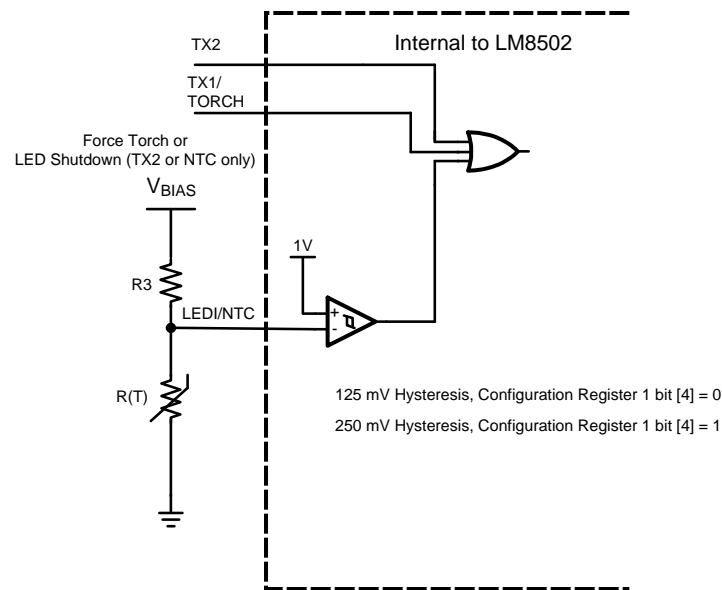 TX2
Internal to LM8502
TX1/
TORCH
Force Torch or
LED Shutdown (TX2 or NTC only)
VBIAS
1V
R3
LEDI/NTC
+
-
R(T)
125 mV Hysteresis, Configuration Register 1 bit [4] = 0
250 mV Hysteresis, Configuration Register 1 bit [4] = 1